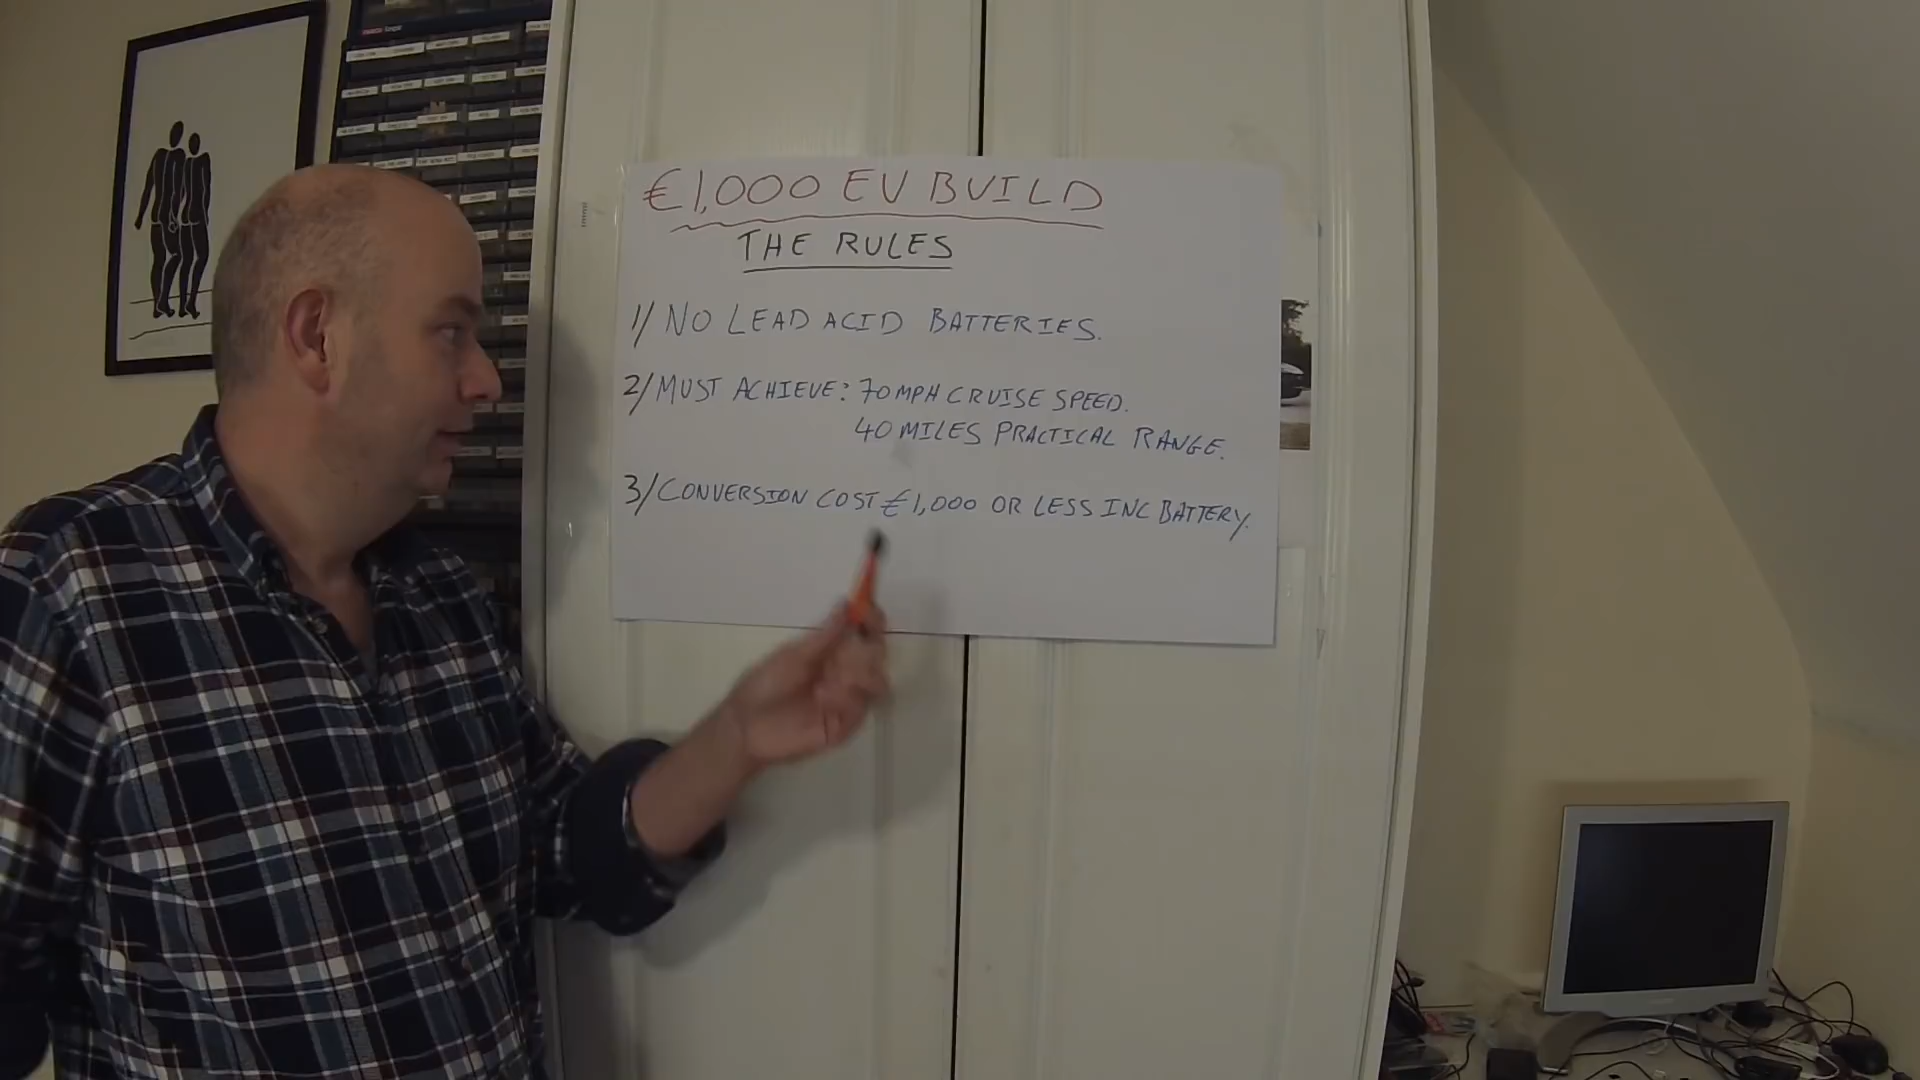 €1,000 EV BUILD
THE RULES
1/ NO LEAD ACID BATTERIES.
2/ MUST ACHIEVE: 70MPH CRUISE SPEED.
40 MILES PRACTICAL RANGE.
3/ CONVERSION COST €1,000 OR LESS INC BATTERY.